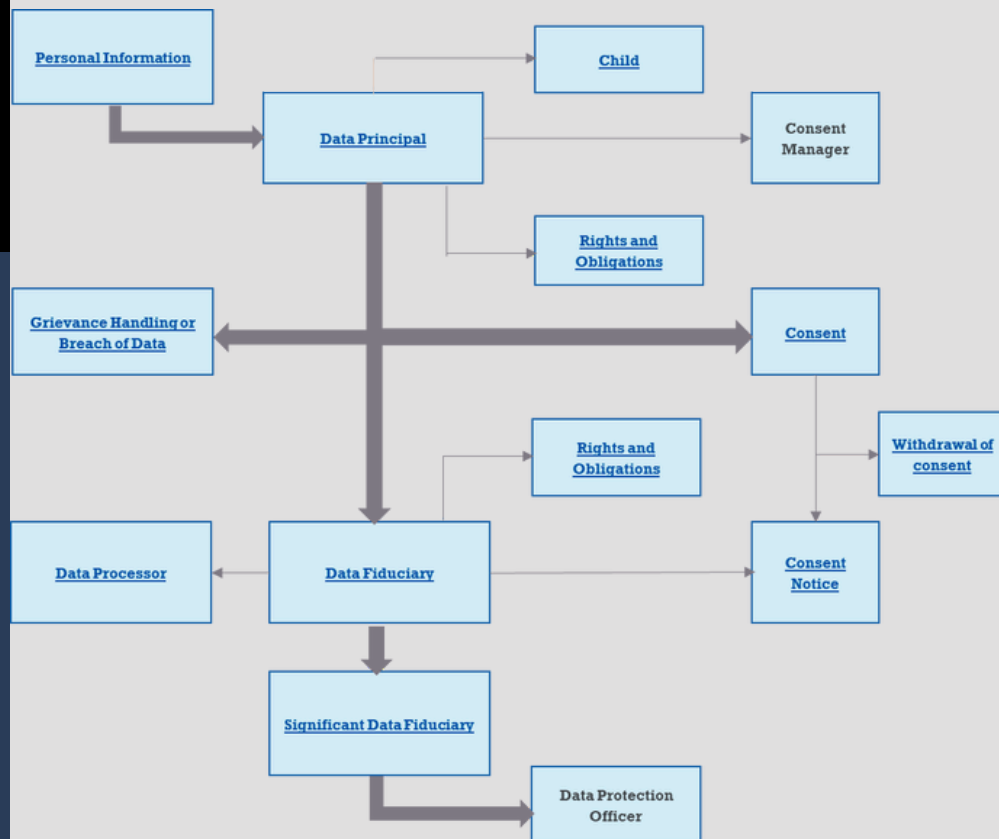 Personal Information
Child
Data Principal
Consent
Manager
Rights and
Obligations
Grievance Handling or
Breach of Data
Consent
Rights and
Obligations
Withdrawal of
consent
Data Processor
Data Fiduciary
Consent
Notice
Significant Data Fiduciary
Data Protection
Officer